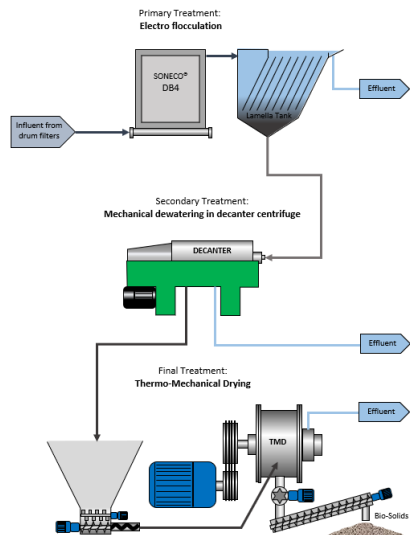 Primary Treatment:
Electro flocculation
SONECO®
DB4
Lamella Tank
Effluent
Influent from
drum filters
Secondary Treatment:
Mechanical dewatering in decanter centrifuge
DECANTER
Effluent
Final Treatment:
Thermo-Mechanical Drying
Effluent
TMD
Bio-Solids